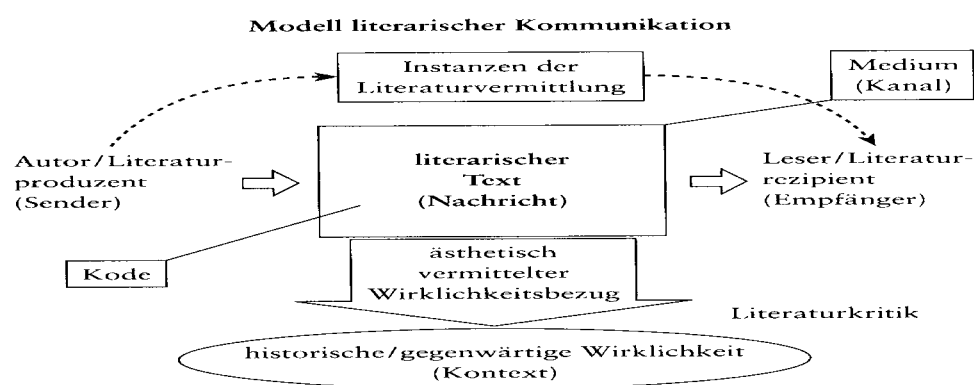 Modell literarischer Kommunikation
Instanzen der
Literaturvermittlung
Medium
(Kanal)
Autor/Literatur-
produzent
(Sender)
literarischer
Text
(Nachricht)
Leser/Literatur-
rezipient
(Empfänger)
Kode
ästhetisch
vermittelter
Wirklichkeitsbezug
Literaturkritik
historische/gegenwärtige Wirklichkeit
(Kontext)